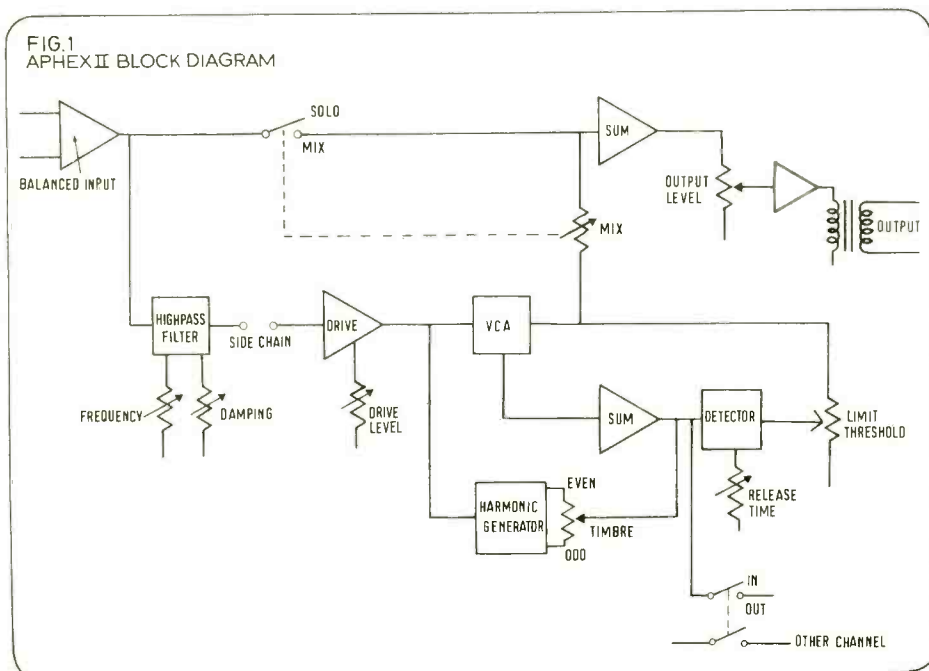 FIG.1
APHEX II BLOCK DIAGRAM
SOLO
MIX
SUM
BALANCED INPUT
OUTPUT
LEVEL
OUTPUT
MIX
HIGHPASS
FILTER
SIDE CHAIN
DRIVE
VCA
FREQUENCY
DAMPING
DRIVE
LEVEL
SUM
DETECTOR
LIMIT
THRESHOLD
RELEASE
TIME
HARMONIC
GENERATOR
EVEN
TIMBRE
ODD
IN
OUT
OTHER CHANNEL